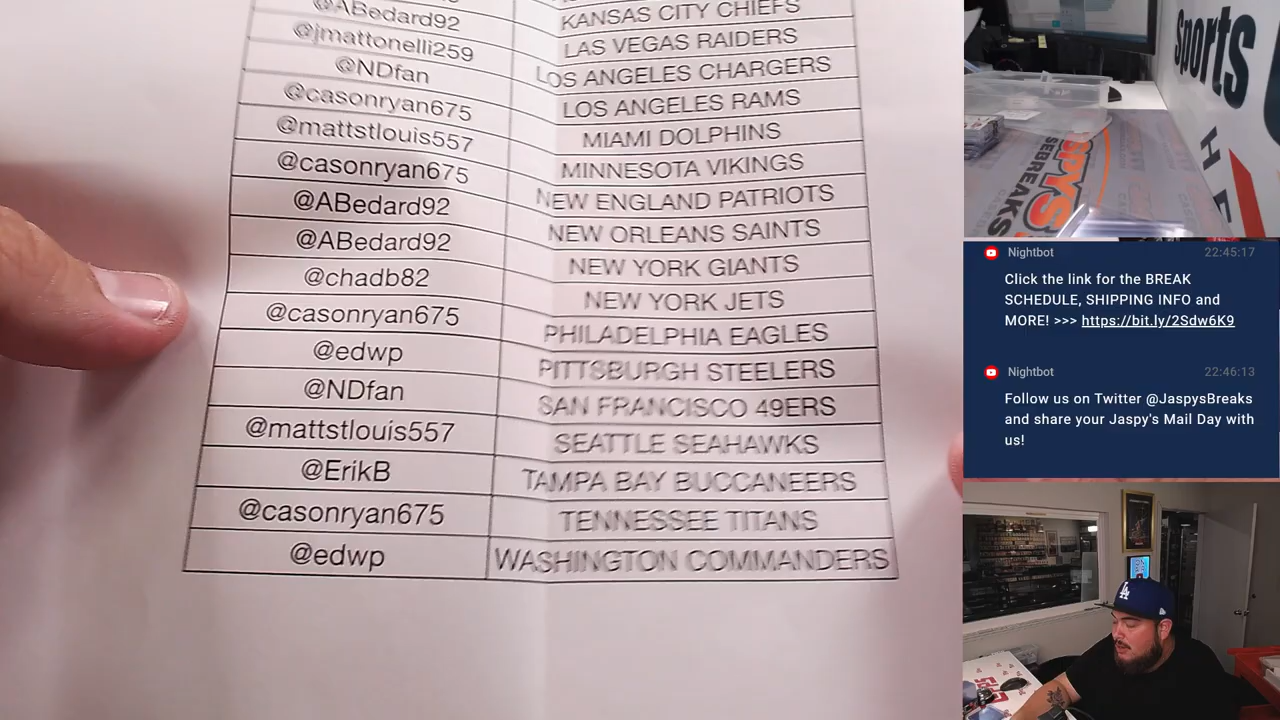 KANSAS CITY CHIEFS
@ABedard92 LAS VEGAS RAIDERS
@jmattonelli259 LOS ANGELES CHARGERS
@NDfan LOS ANGELES RAMS
@casonryan675 MIAMI DOLPHINS
@mattstlouis557 MINNESOTA VIKINGS
@casonryan675 NEW ENGLAND PATRIOTS
@ABedard92 NEW ORLEANS SAINTS
@ABedard92 NEW YORK GIANTS
@chadb82 NEW YORK JETS
@casonryan675 PHILADELPHIA EAGLES
@edwp PITTSBURGH STEELERS
@NDfan SAN FRANCISCO 49ERS
@mattstlouis557 SEATTLE SEAHAWKS
@ErikB TAMPA BAY BUCCANEERS
@casonryan675 TENNESSEE TITANS
@edwp WASHINGTON COMMANDERS
Sports
Nightbot 22:45:17
Click the link for the BREAK
SCHEDULE, SHIPPING INFO and
MORE! >>> https://bit.ly/2Sdw6K9
Nightbot 22:46:13
Follow us on Twitter @JaspysBreaks
and share your Jaspy's Mail Day with
us!
LA